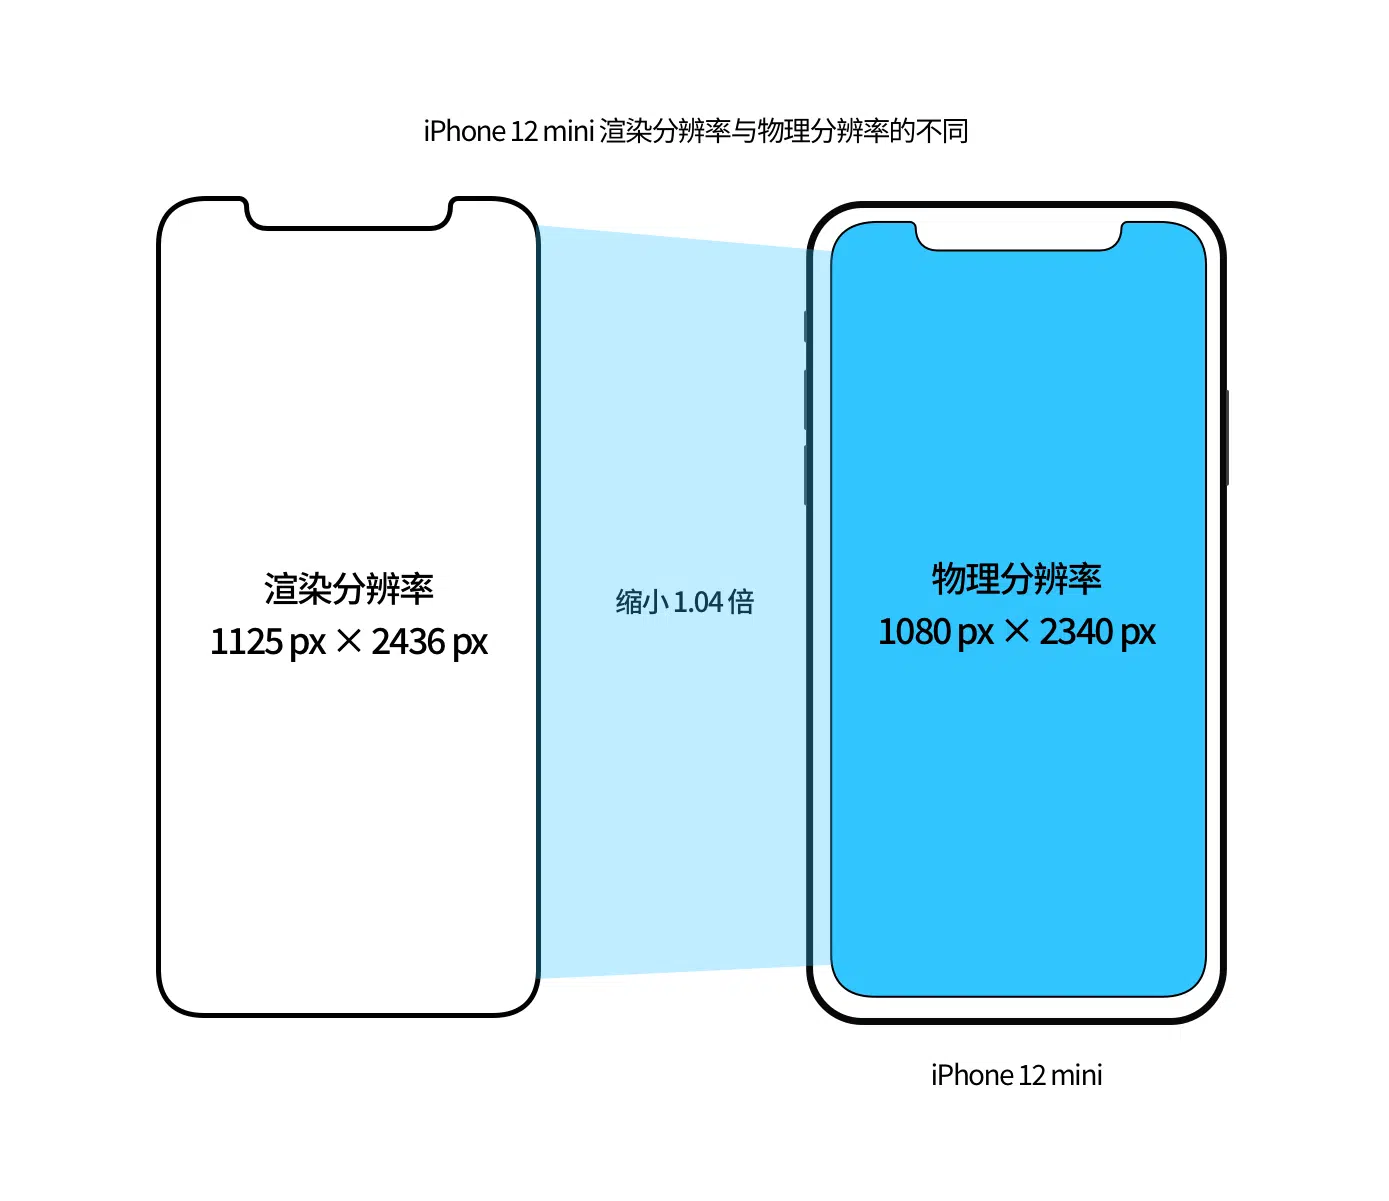 iPhone 12 mini 渲染分辨率与物理分辨率的不同
渲染分辨率
1125 px × 2436 px
缩小 1.04 倍
物理分辨率
1080 px × 2340 px
iPhone 12 mini